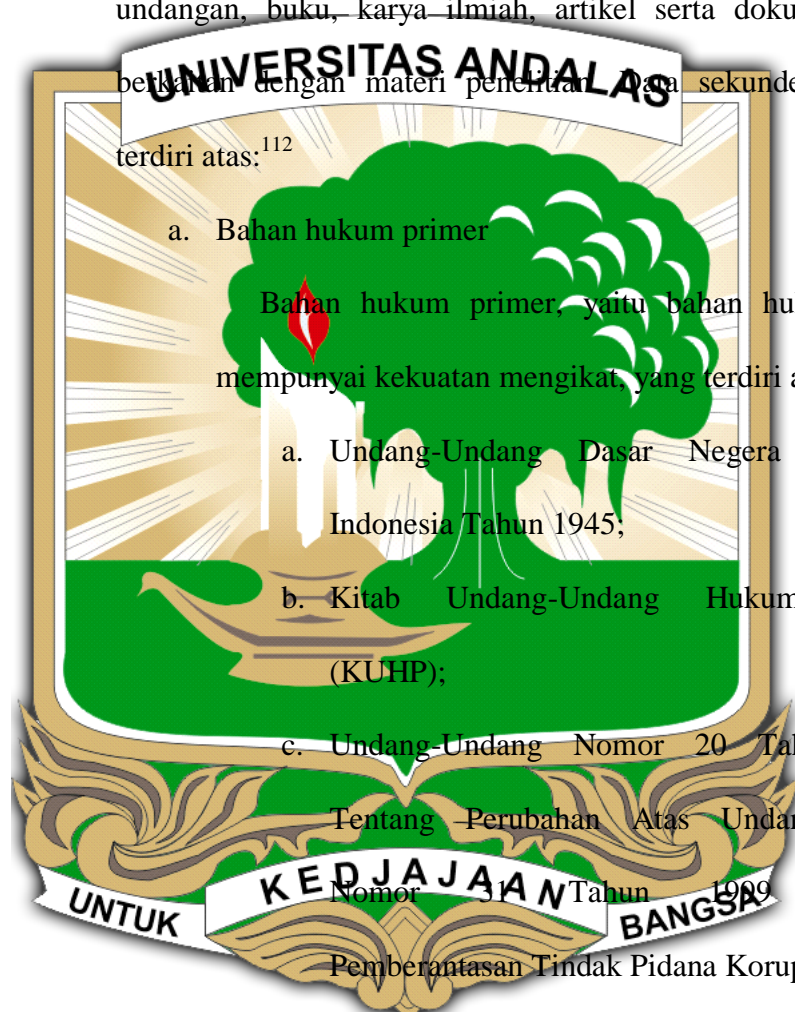 undangan, buku, karya ilmiah, artikel serta doku
UNIVERSITAS ANDALAS
berkaitan dengan materi penelitian. Data sekunde
terdiri atas:112
a. Bahan hukum primer
Bahan hukum primer, yaitu bahan hu
mempunyai kekuatan mengikat, yang terdiri a
a. Undang-Undang Dasar Negera
Indonesia Tahun 1945;
b. Kitab Undang-Undang Hukum
(KUHP);
c. Undang-Undang Nomor 20 Ta
Tentang Perubahan Atas Unda
Nomor 31 Tahun 1999
Pemberantasan Tindak Pidana Koru
UNTUK KEDJAJAAN BANGSA